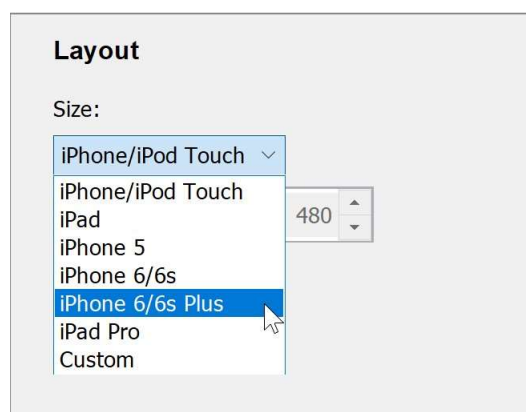 Layout
Size:
iPhone/iPod Touch
iPhone/iPod Touch
iPad
480
iPhone 5
iPhone 6/6s
iPhone 6/6s Plus
iPad Pro
Custom